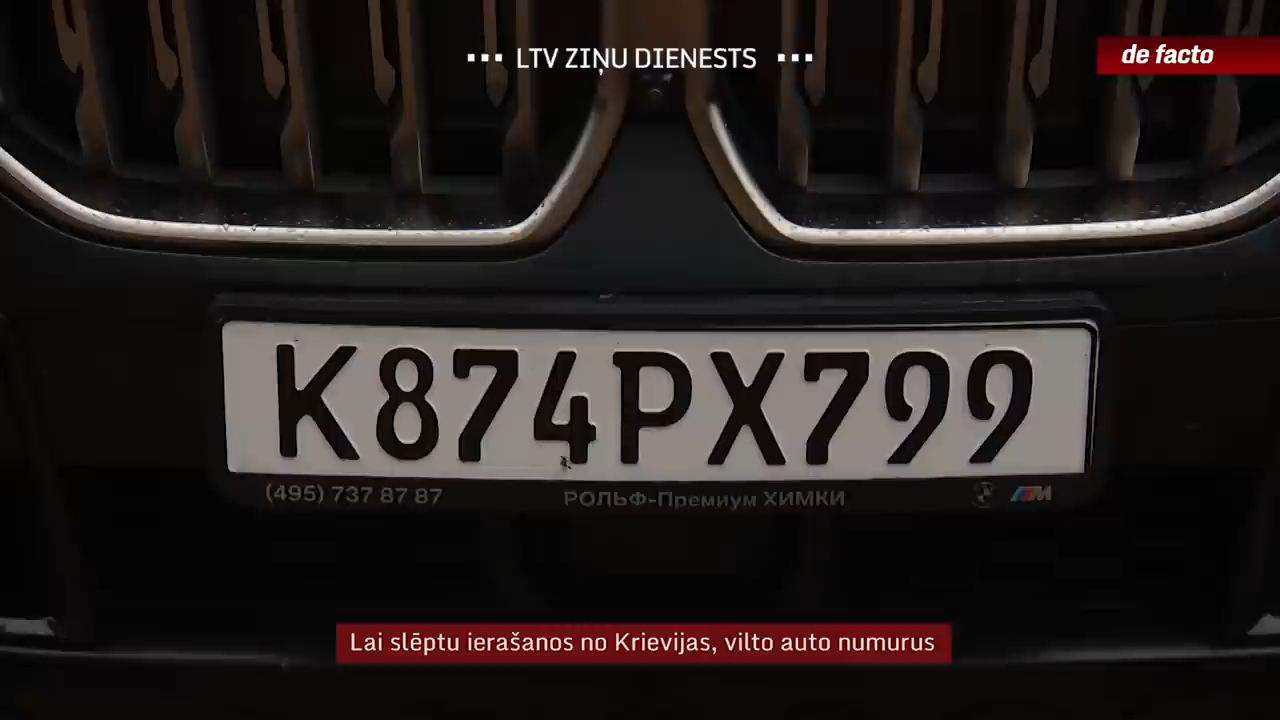 LTV ZIŅU DIENESTS
de facto
К874РХ799
(495) 737 87 87 РОЛЬФ-Премиум ХИМКИ M
Lai slēptu ierašanos no Krievijas, vilto auto numurus